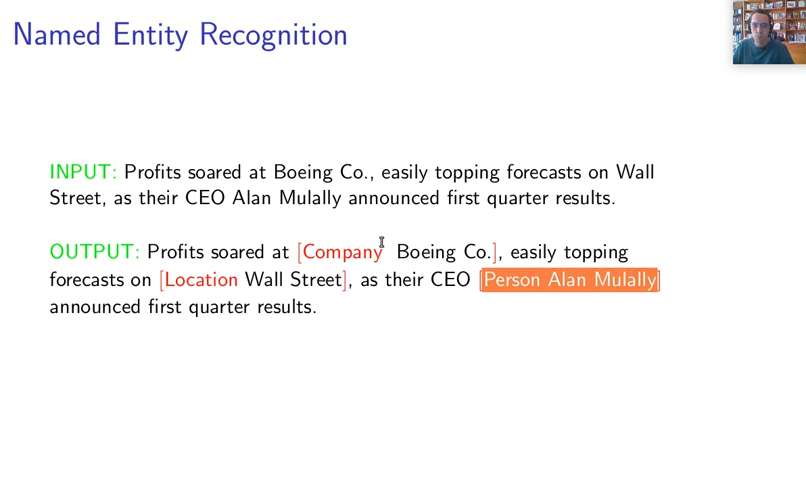 Named Entity Recognition
INPUT: Profits soared at Boeing Co., easily topping forecasts on Wall
Street, as their CEO Alan Mulally announced first quarter results.
OUTPUT: Profits soared at [Company Boeing Co.], easily topping
forecasts on [Location Wall Street], as their CEO [Person Alan Mulally]
announced first quarter results.